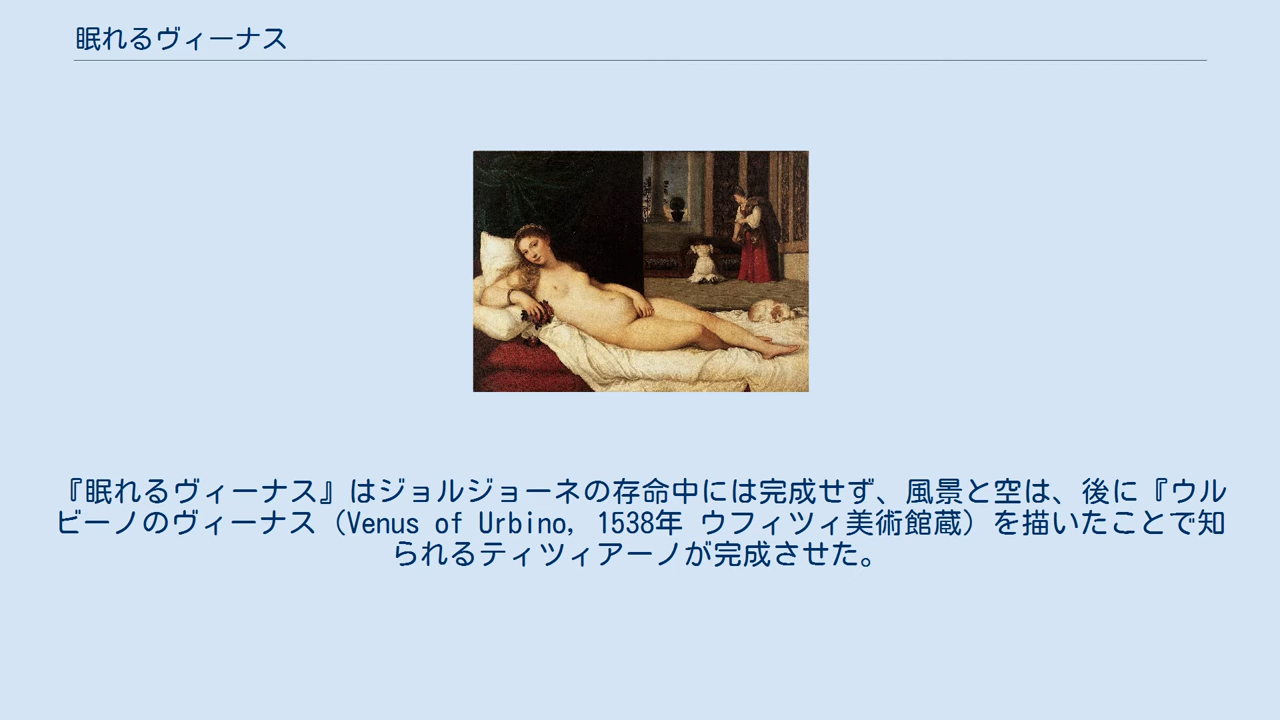 眠れるヴィーナス
『眠れるヴィーナス』はジョルジョーネの存命中には完成せず、風景と空は、後に『ウル
ビーノのヴィーナス（Venus of Urbino, 1538年 ウフィツィ美術館蔵）を描いたことで知
られるティツィアーノが完成させた。